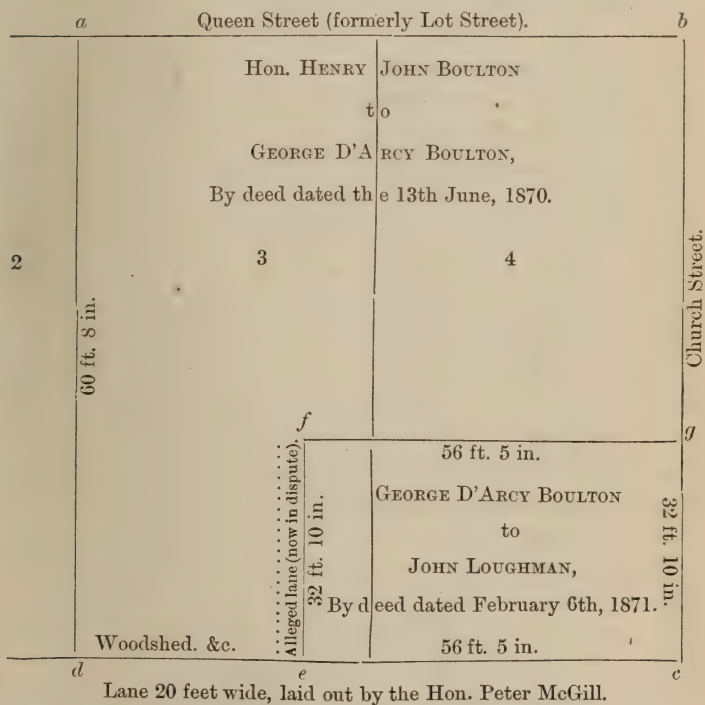 a Queen Street (formerly Lot Street). b
Hon. HENRY JOHN BOULTON
to
GEORGE D'ARCY BOULTON,
By deed dated the 13th June, 1870.
2 3 4
Church Street.
60 ft. 8 in.
f g
56 ft. 5 in.
Alleged lane (now in dispute).
32 ft. 10 in.
GEORGE D'ARCY BOULTON
to
JOHN LOUGHMAN,
By deed dated February 6th, 1871.
32 ft. 10 in.
Woodshed. &c. 56 ft. 5 in.
d e c
Lane 20 feet wide, laid out by the Hon. Peter McGill.